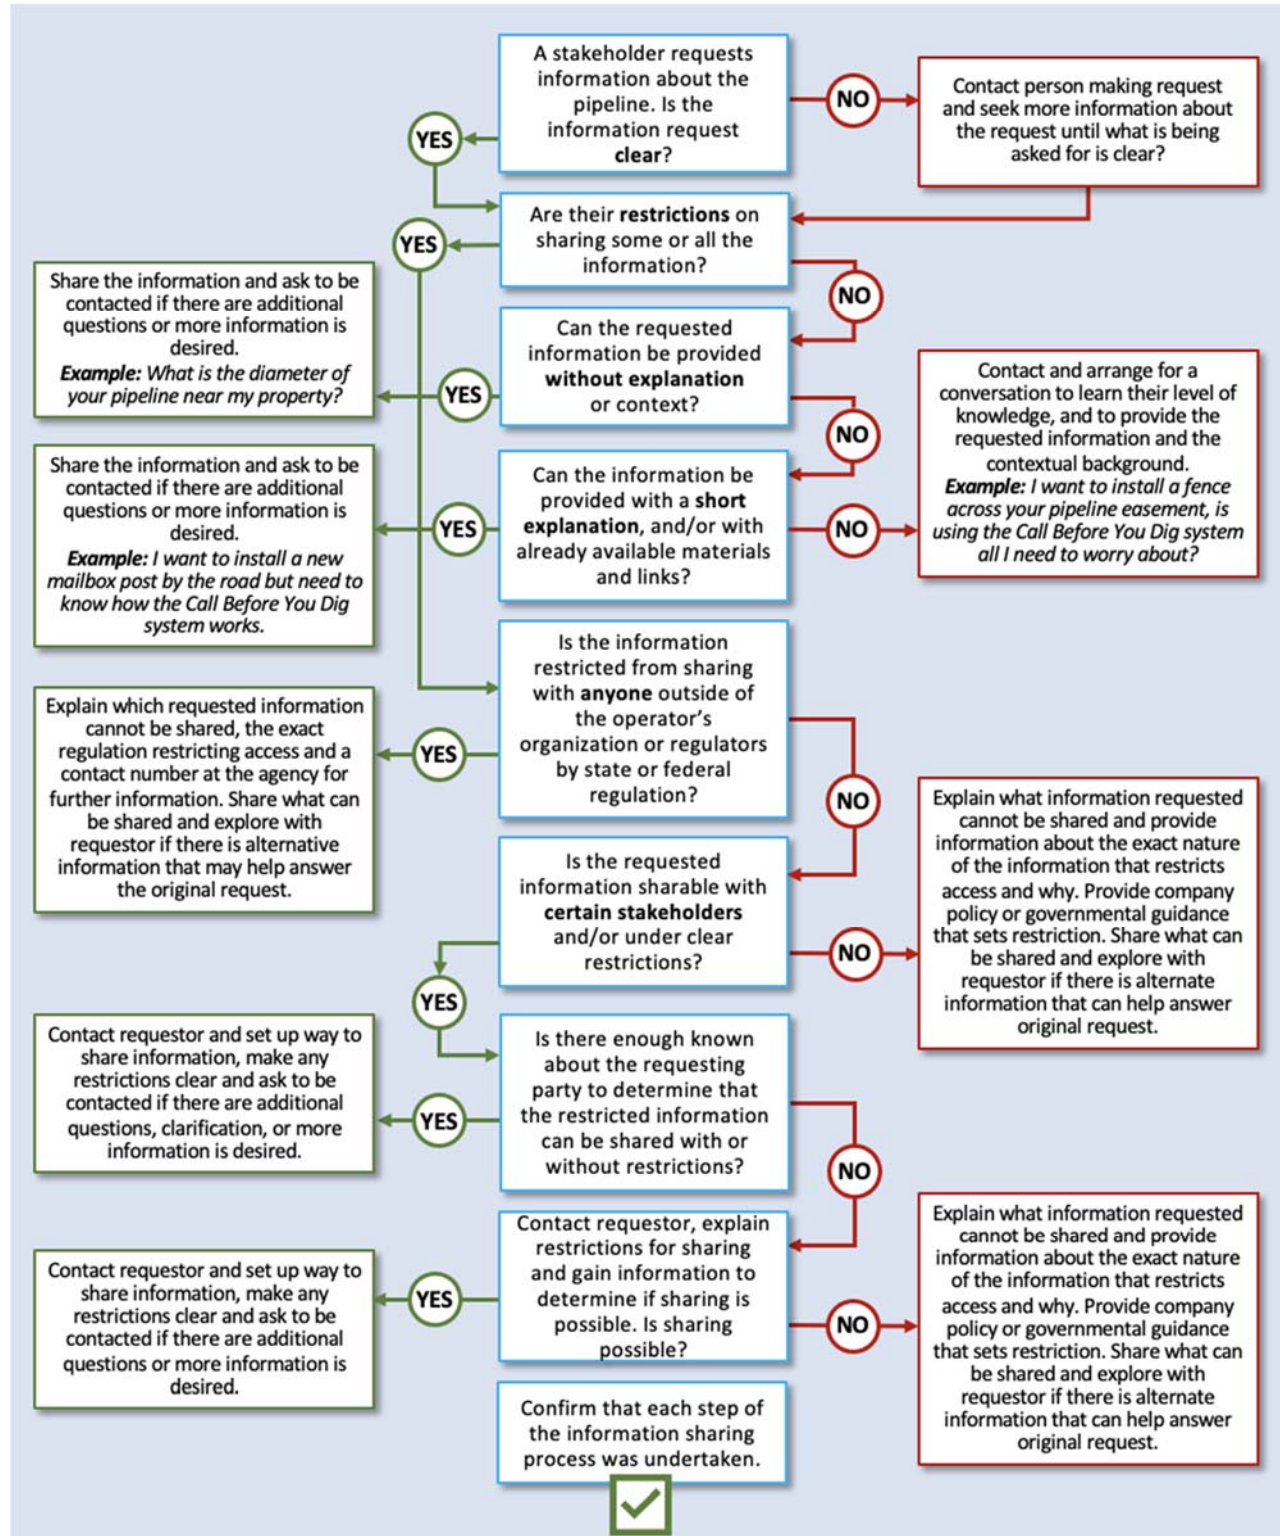 A stakeholder requests
information about the
pipeline. Is the
information request
clear?
NO
Contact person making request
and seek more information about
the request until what is being
asked for is clear?
YES
Are their restrictions on
sharing some or all the
information?
YES
NO
Share the information and ask to be
contacted if there are additional
questions or more information is
desired.
Example: What is the diameter of
your pipeline near my property?
YES
Can the requested
information be provided
without explanation
or context?
NO
Contact and arrange for a
conversation to learn their level of
knowledge, and to provide the
requested information and the
contextual background.
Example: I want to install a fence
across your pipeline easement, is
using the Call Before You Dig system
all I need to worry about?
Share the information and ask to be
contacted if there are additional
questions or more information is
desired.
Example: I want to install a new
mailbox post by the road but need to
know how the Call Before You Dig
system works.
YES
Can the information be
provided with a short
explanation, and/or with
already available materials
and links?
NO
Is the information
restricted from sharing
with anyone outside of
the operator's
organization or regulators
by state or federal
regulation?
YES
NO
Explain which requested information
cannot be shared, the exact
regulation restricting access and a
contact number at the agency for
further information. Share what can
be shared and explore with
requestor if there is alternative
information that may help answer
the original request.
Is the requested
information sharable with
certain stakeholders
and/or under clear
restrictions?
YES
NO
Explain what information requested
cannot be shared and provide
information about the exact nature
of the information that restricts
access and why. Provide company
policy or governmental guidance
that sets restriction. Share what can
be shared and explore with
requestor if there is alternate
information that can help answer
original request.
Contact requestor and set up way to
share information, make any
restrictions clear and ask to be
contacted if there are additional
questions, clarification, or more
information is desired.
YES
Is there enough known
about the requesting
party to determine that
the restricted information
can be shared with or
without restrictions?
NO
Contact requestor and set up way to
share information, make any
restrictions clear and ask to be
contacted if there are additional
questions or more information is
desired.
YES
Contact requestor, explain
restrictions for sharing
and gain information to
determine if sharing is
possible. Is sharing
possible?
NO
Explain what information requested
cannot be shared and provide
information about the exact nature
of the information that restricts
access and why. Provide company
policy or governmental guidance
that sets restriction. Share what can
be shared and explore with
requestor if there is alternate
information that can help answer
original request.
Confirm that each step of
the information sharing
process was undertaken.